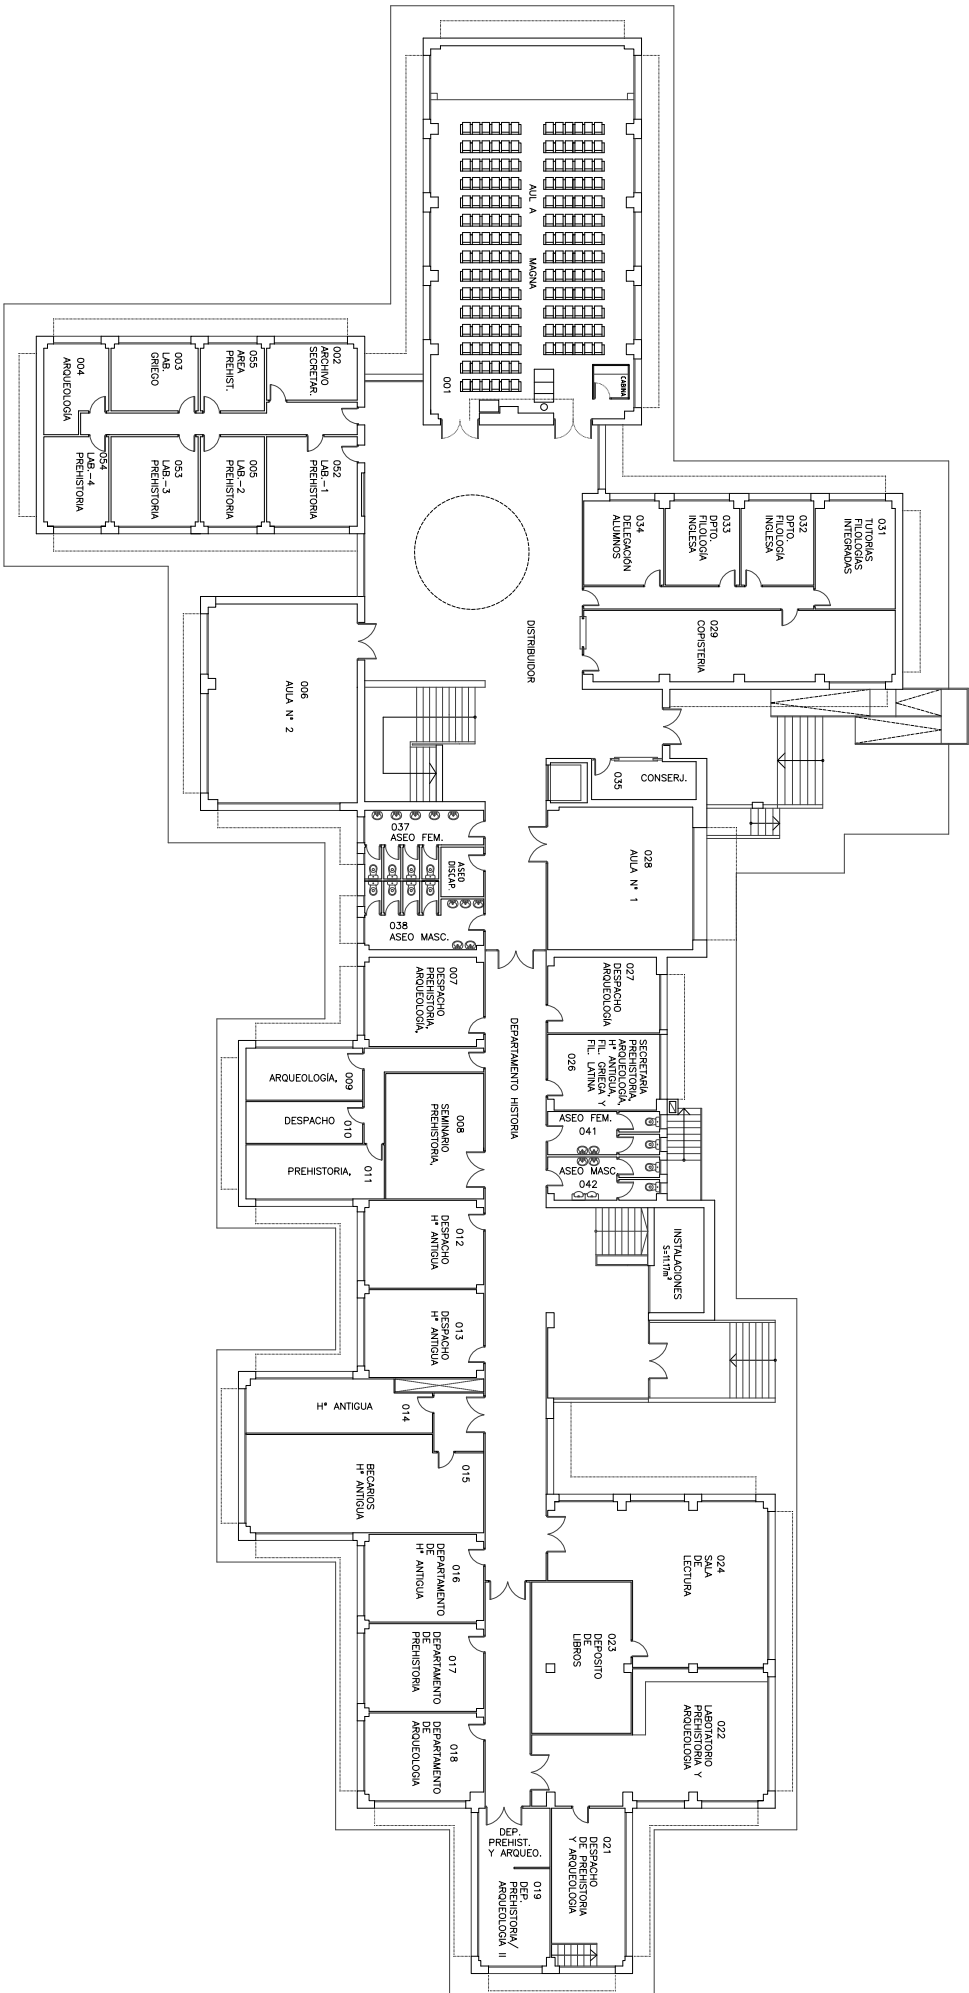 AUL A
MAGNA
CABINA
001
002
ARCHIVO
SECRETAR.
055
AREA
PREHIST.
003
LAB.
GRIEGO
004
ARQUEOLOGÍA
052
LAB.-1
PREHISTORIA
005
LAB.-2
PREHISTORIA
053
LAB.-3
PREHISTORIA
054
LAB.-4
PREHISTORIA
031
TUTORÍAS
FILOLOGÍAS
INTEGRADAS
032
DPTO.
FILOLOGÍA
INGLESA
033
DPTO.
FILOLOGÍA
INGLESA
034
DELEGACIÓN
ALUMNOS
029
COPISTERIA
DISTRIBUIDOR
006
AULA Nº 2
CONSERJ.
035
037
ASEO FEM.
ASEO
DISCAP.
038
ASEO MASC.
028
AULA Nº 1
007
DESPACHO
PREHISTORIA,
ARQUEOLOGÍA,
027
DESPACHO
ARQUEOLOGÍA
DEPARTAMENTO HISTORIA
SECRETARÍA
PREHISTORIA,
ARQUEOLOGÍA,
Hª ANTIGUA,
FIL. GRIEGA Y
FIL. LATINA
026
ARQUEOLOGÍA,
009
DESPACHO
010
PREHISTORIA,
011
008
SEMINARIO
PREHISTORIA,
ASEO FEM.
041
ASEO MASC.
042
012
DESPACHO
Hª ANTIGUA
013
DESPACHO
Hª ANTIGUA
INSTALACIONES
S=11.17m²
Hª ANTIGUA
014
015
BECARIOS
Hª ANTIGUA
016
DEPARTAMENTO
DE
Hª ANTIGUA
017
DEPARTAMENTO
DE
PREHISTORIA
018
DEPARTAMENTO
DE
ARQUEOLOGIA
024
SALA
DE
LECTURA
023
DEPOSITO
DE
LIBROS
022
LABOTATORIO
PREHISTORIA Y
ARQUEOLOGIA
DEP.
PREHIST.
Y ARQUEO.
019
DEP.
PREHISTORIA/
ARQUEOLOGIA II
021
DESPACHO
DE PREHISTORIA
Y ARQUEOLOGIA